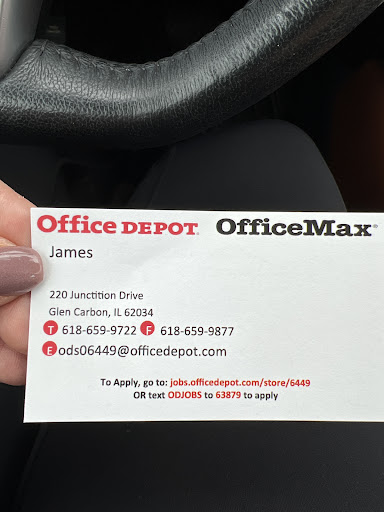 Office DEPOT. OfficeMax®
James
220 Junctition Drive
Glen Carbon, IL 62034
T 618-659-9722 F 618-659-9877
E ods06449@officedepot.com
To Apply, go to: jobs.officedepot.com/store/6449
OR text ODJOBS to 63879 to apply